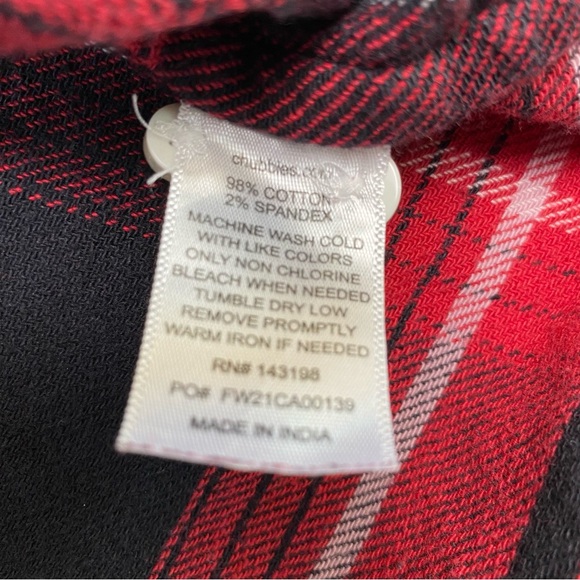 chubbies.com
98% COTTON
2% SPANDEX
MACHINE WASH COLD
WITH LIKE COLORS
ONLY NON CHLORINE
BLEACH WHEN NEEDED
TUMBLE DRY LOW
REMOVE PROMPTLY
WARM IRON IF NEEDED
RN# 143198
PO# FW21CA00139
MADE IN INDIA